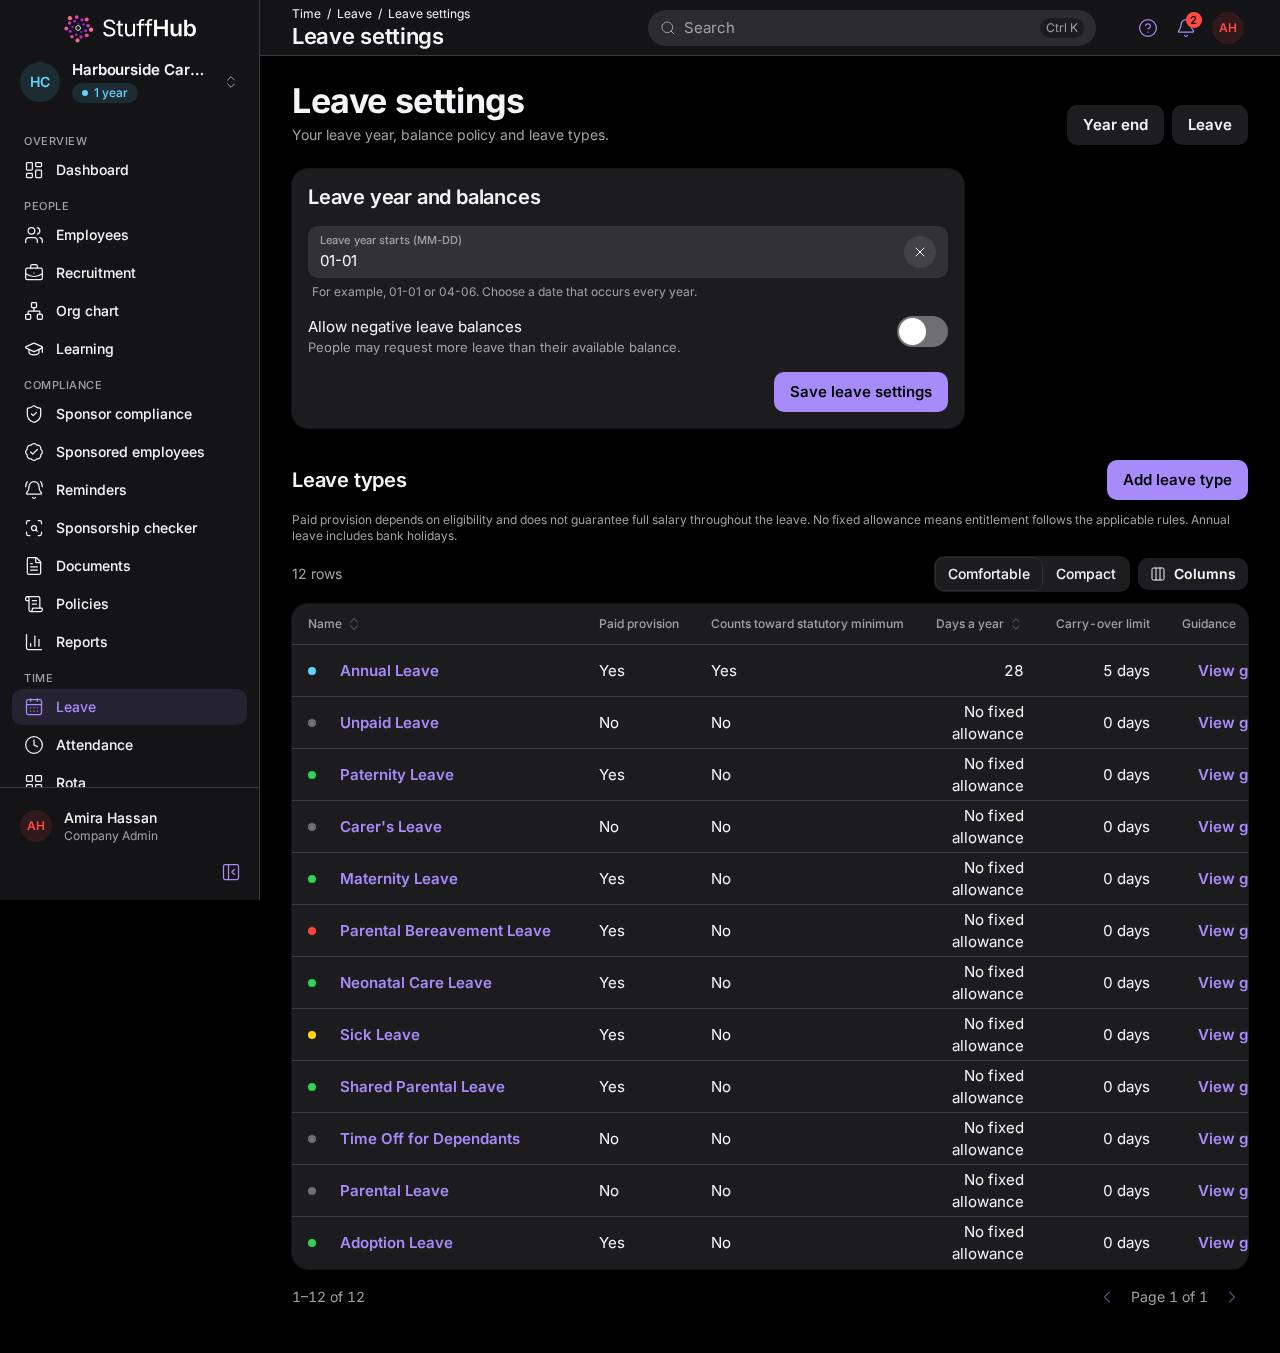 StuffHub
HC
Harbourside Car...
1 year
OVERVIEW
Dashboard
PEOPLE
Employees
Recruitment
Org chart
Learning
COMPLIANCE
Sponsor compliance
Sponsored employees
Reminders
Sponsorship checker
Documents
Policies
Reports
TIME
Leave
Attendance
Rota
AH
Amira Hassan
Company Admin
Time / Leave / Leave settings
Leave settings
Search
Ctrl K
2
AH
Leave settings
Your leave year, balance policy and leave types.
Year end
Leave
Leave year and balances
Leave year starts (MM-DD)
01-01
For example, 01-01 or 04-06. Choose a date that occurs every year.
Allow negative leave balances
People may request more leave than their available balance.
Save leave settings
Leave types
Add leave type
Paid provision depends on eligibility and does not guarantee full salary throughout the leave. No fixed allowance means entitlement follows the applicable rules. Annual
leave includes bank holidays.
12 rows
Comfortable
Compact
Columns
Name Paid provision Counts toward statutory minimum Days a year Carry-over limit Guidance
Annual Leave Yes Yes 28 5 days View g
Unpaid Leave No No No fixed allowance 0 days View g
Paternity Leave Yes No No fixed allowance 0 days View g
Carer's Leave No No No fixed allowance 0 days View g
Maternity Leave Yes No No fixed allowance 0 days View g
Parental Bereavement Leave Yes No No fixed allowance 0 days View g
Neonatal Care Leave Yes No No fixed allowance 0 days View g
Sick Leave Yes No No fixed allowance 0 days View g
Shared Parental Leave Yes No No fixed allowance 0 days View g
Time Off for Dependants No No No fixed allowance 0 days View g
Parental Leave No No No fixed allowance 0 days View g
Adoption Leave Yes No No fixed allowance 0 days View g
1–12 of 12
Page 1 of 1